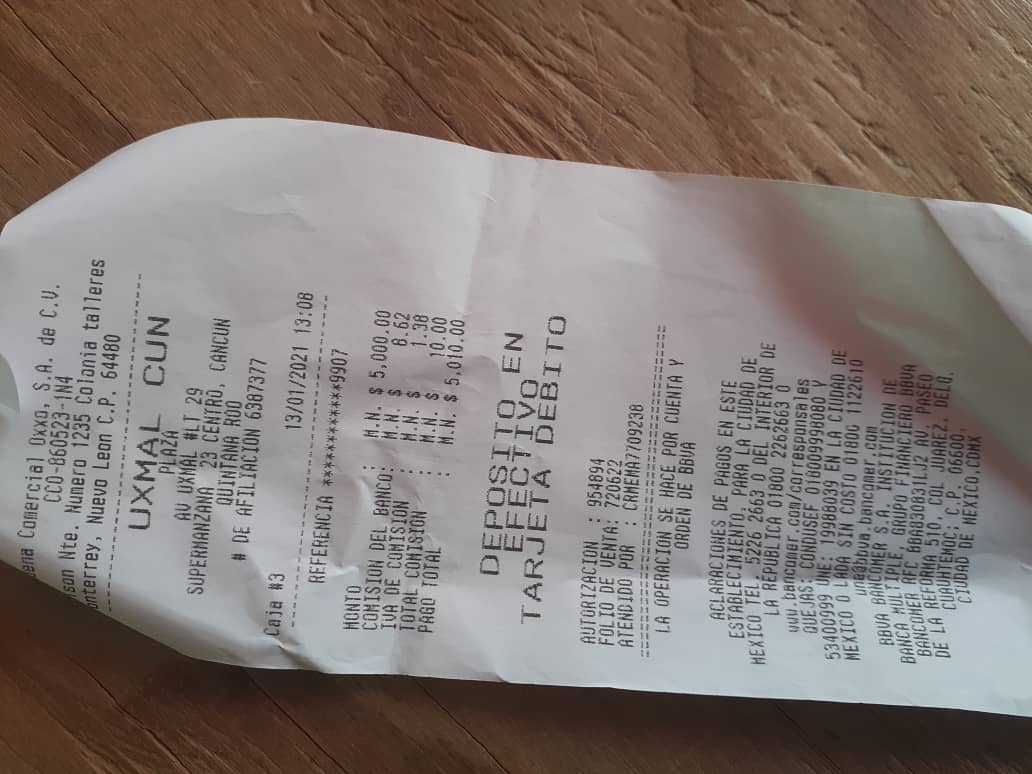 ena Comercial Oxxo, S.A. de C.V.
CCO-860523-1N4
son Nte. Numero 1235 Colonia talleres
onterrey, Nuevo Leon C.P. 64480
UXMAL CUN
PLAZA
AV UXMAL #LT 29
SUPERMANZANA 23 CENTRO, CANCUN
QUINTANA ROO
# DE AFILIACION 6387377
Caja #3 13/01/2021 13:08
REFERENCIA ************9907
MONTO : M.N. $ 5,000.00
COMISION DEL BANCO: M.N. $ 8.62
IVA DE COMISION : M.N. $ 1.38
TOTAL COMISION : M.N. $ 10.00
PAGO TOTAL : M.N. $ 5,010.00
DEPOSITO EN
EFECTIVO
TARJETA DEBITO
AUTORIZACION : 954894
FOLIO DE VENTA: 720622
ATENDIDO POR : CRMEMA7709238
LA OPERACION SE HACE POR CUENTA Y
ORDEN DE BBVA
ACLARACIONES DE PAGOS EN ESTE
ESTABLECIMIENTO, PARA LA CIUDAD DE
MEXICO TEL. 5226 2663 O DEL INTERIOR DE
LA REPUBLICA 01800 2262663 O
www.bancomer.com/corresponsales
QUEJAS: CONDUSEF 018009998080 Y
53400999 UNE 1998039 EN LA CIUDAD DE
MEXICO O LADA SIN COSTO 01800 1122610
une@bbva.bancomer.com
BBVA BANCOMER S.A. INSTITUCION DE
BANCA MULTIPLE, GRUPO FINANCIERO BBVA
BANCOMER RFC BBA830831LJ2 AV. PASEO
DE LA REFORMA 510, COL JUAREZ, DELG.
CUAUHTEMOC; C.P. 06600,
CIUDAD DE MEXICO.COMX